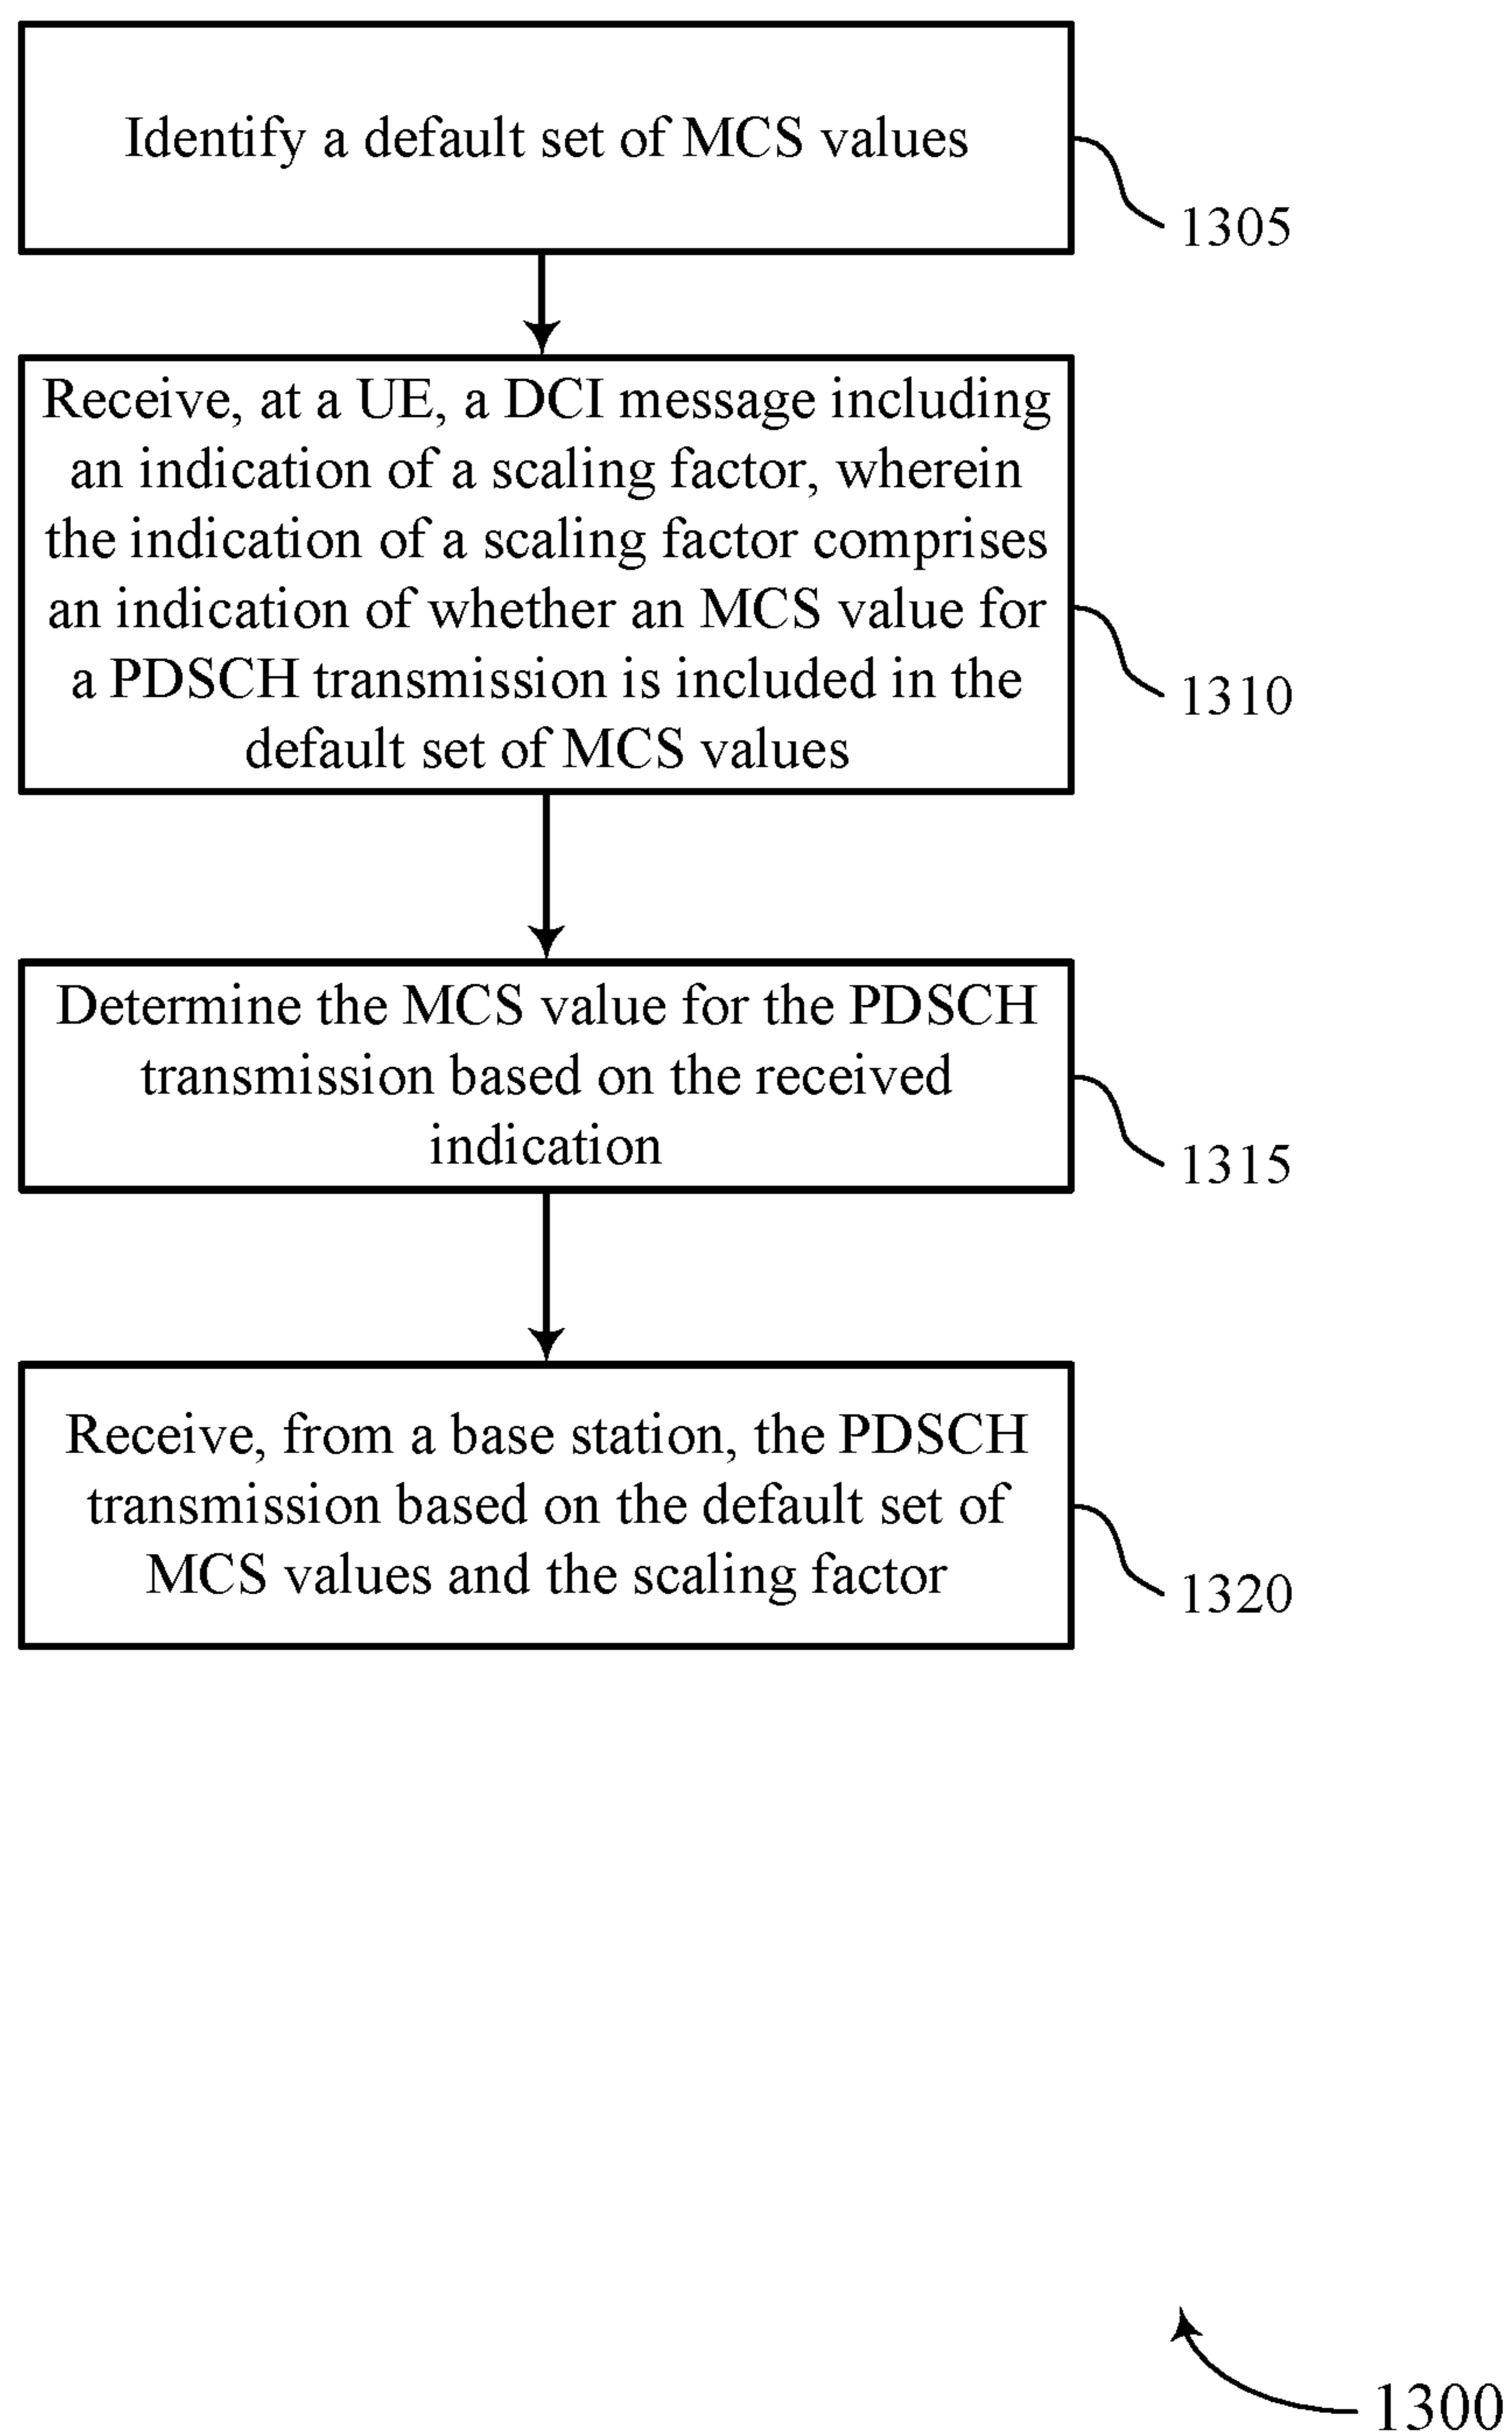 Identify a default set of MCS values
1305
Receive, at a UE, a DCI message including
an indication of a scaling factor, wherein
the indication of a scaling factor comprises
an indication of whether an MCS value for
a PDSCH transmission is included in the
default set of MCS values
1310
Determine the MCS value for the PDSCH
transmission based on the received
indication
1315
Receive, from a base station, the PDSCH
transmission based on the default set of
MCS values and the scaling factor
1320
1300